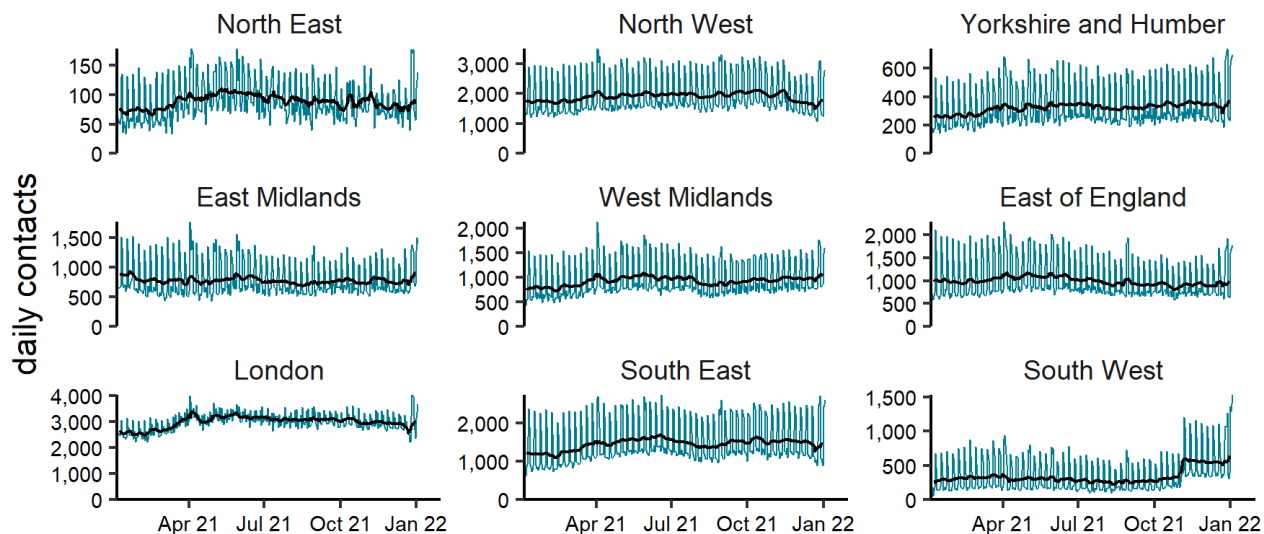 North East
North West
Yorkshire and Humber
150
100
50
0
3,000
2,000
1,000
0
600
400
200
0
daily contacts
East Midlands
West Midlands
East of England
1,500
1,000
500
0
2,000
1,500
1,000
500
0
2,000
1,500
1,000
500
0
London
South East
South West
4,000
3,000
2,000
1,000
0
2,000
1,000
0
1,500
1,000
500
0
Apr 21 Jul 21 Oct 21 Jan 22
Apr 21 Jul 21 Oct 21 Jan 22
Apr 21 Jul 21 Oct 21 Jan 22